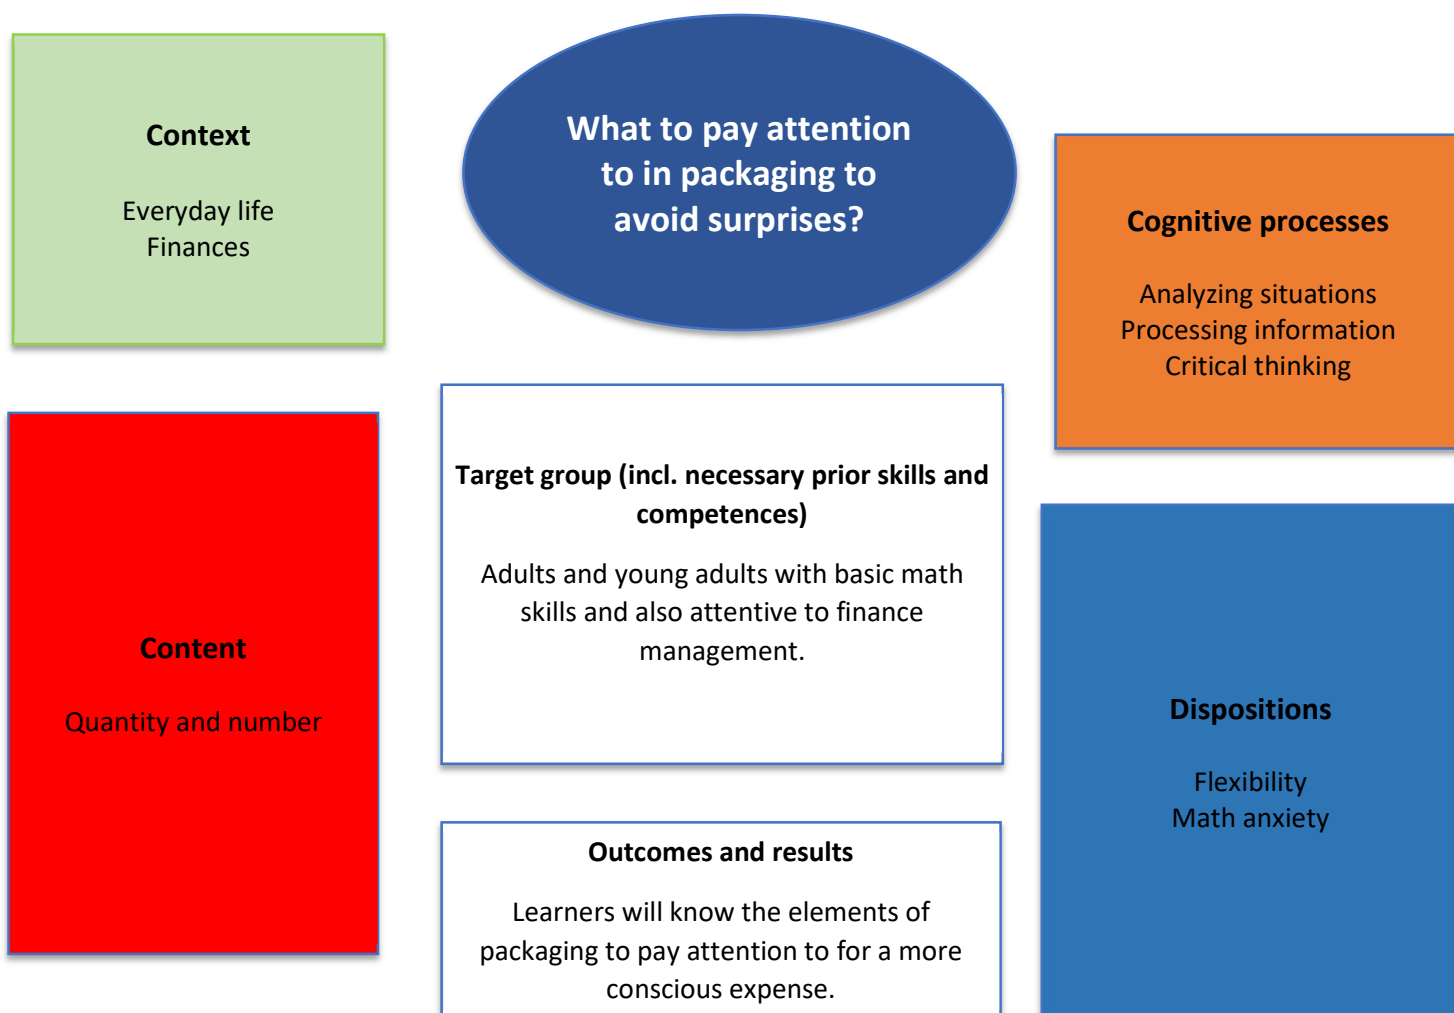 Context
Everyday life
Finances
What to pay attention
to in packaging to
avoid surprises?
Cognitive processes
Analyzing situations
Processing information
Critical thinking
Content
Quantity and number
Target group (incl. necessary prior skills and
competences)
Adults and young adults with basic math
skills and also attentive to finance
management.
Dispositions
Flexibility
Math anxiety
Outcomes and results
Learners will know the elements of
packaging to pay attention to for a more
conscious expense.